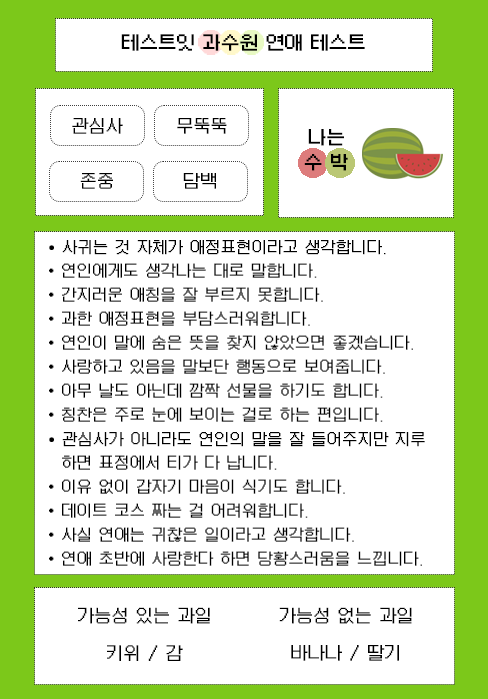 테스트잇 과수원 연애 테스트
관심사 무뚝뚝
존중 담백
나는
수박
• 사귀는 것 자체가 애정표현이라고 생각합니다.
• 연인에게도 생각나는 대로 말합니다.
• 간지러운 애칭을 잘 부르지 못합니다.
• 과한 애정표현을 부담스러워합니다.
• 연인이 말에 숨은 뜻을 찾지 않았으면 좋겠습니다.
• 사랑하고 있음을 말보단 행동으로 보여줍니다.
• 아무 날도 아닌데 깜짝 선물을 하기도 합니다.
• 칭찬은 주로 눈에 보이는 걸로 하는 편입니다.
• 관심사가 아니라도 연인의 말을 잘 들어주지만 지루
하면 표정에서 티가 다 납니다.
• 이유 없이 갑자기 마음이 식기도 합니다.
• 데이트 코스 짜는 걸 어려워합니다.
• 사실 연애는 귀찮은 일이라고 생각합니다.
• 연애 초반에 사랑한다 하면 당황스러움을 느낍니다.
가능성 있는 과일 가능성 없는 과일
키위 / 감 바나나 / 딸기